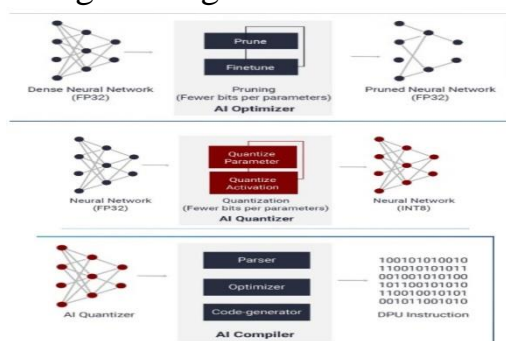 Prune
Finetune
Dense Neural Network
(FP32)
Pruning
(Fewer bits per parameters)
AI Optimizer
Pruned Neural Network
(FP32)
Quantize
Parameter
Quantize
Activation
Neural Network
(FP32)
Quantization
(Fewer bits per parameters)
AI Quantizer
Neural Network
(INT8)
Parser
Optimizer
Code-generator
AI Quantizer
AI Compiler
100101010010
110010101011
001001010100
101100101010
110010010101
001011001010
DPU Instruction